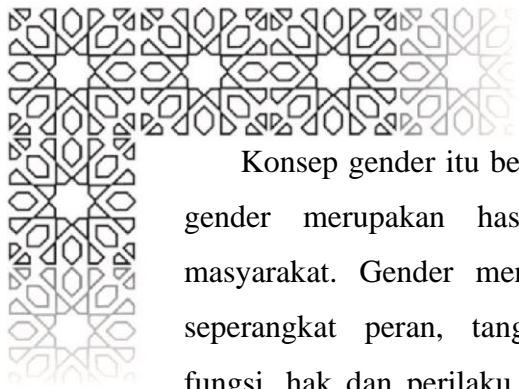 Konsep gender itu be
gender merupakan has
masyarakat. Gender mer
seperangkat peran, tang
fungsi, hak dan perilaku